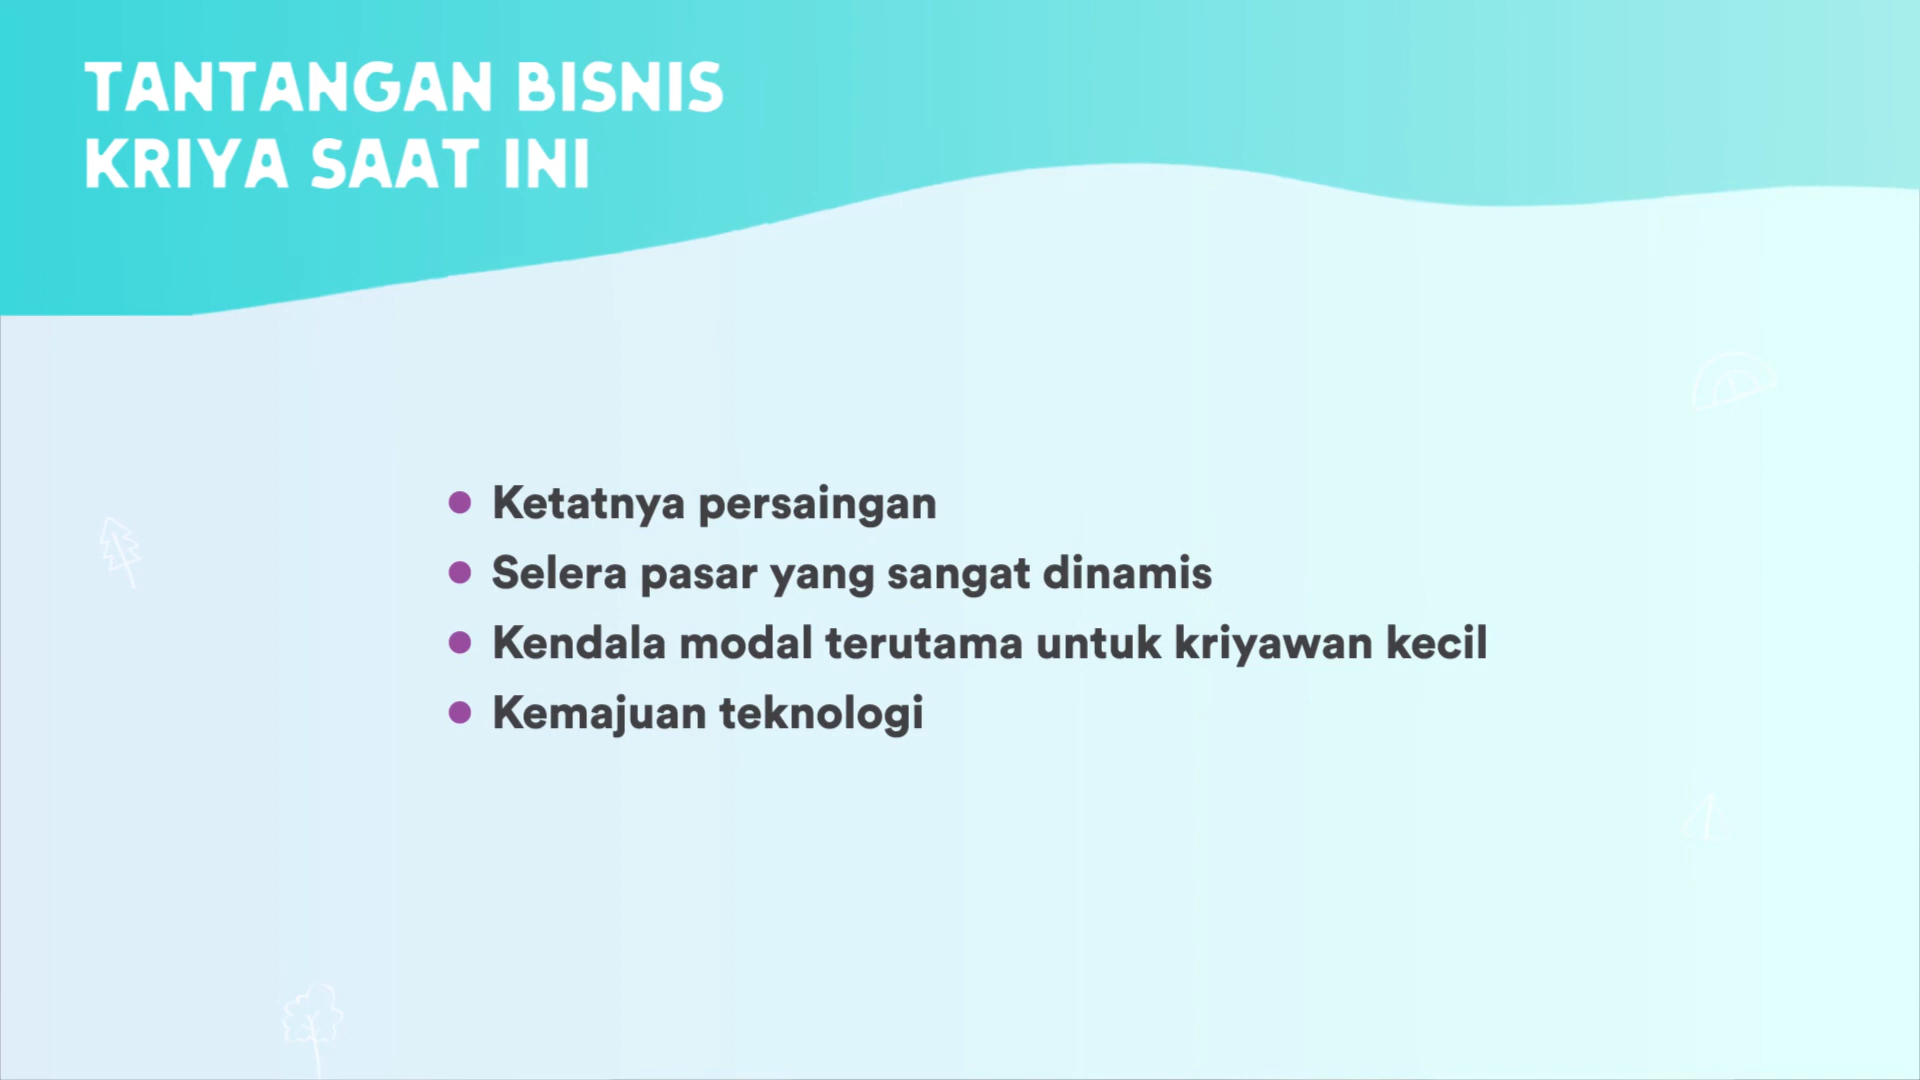 TANTANGAN BISNIS
KRIYA SAAT INI
Ketatnya persaingan
Selera pasar yang sangat dinamis
Kendala modal terutama untuk kriyawan kecil
Kemajuan teknologi